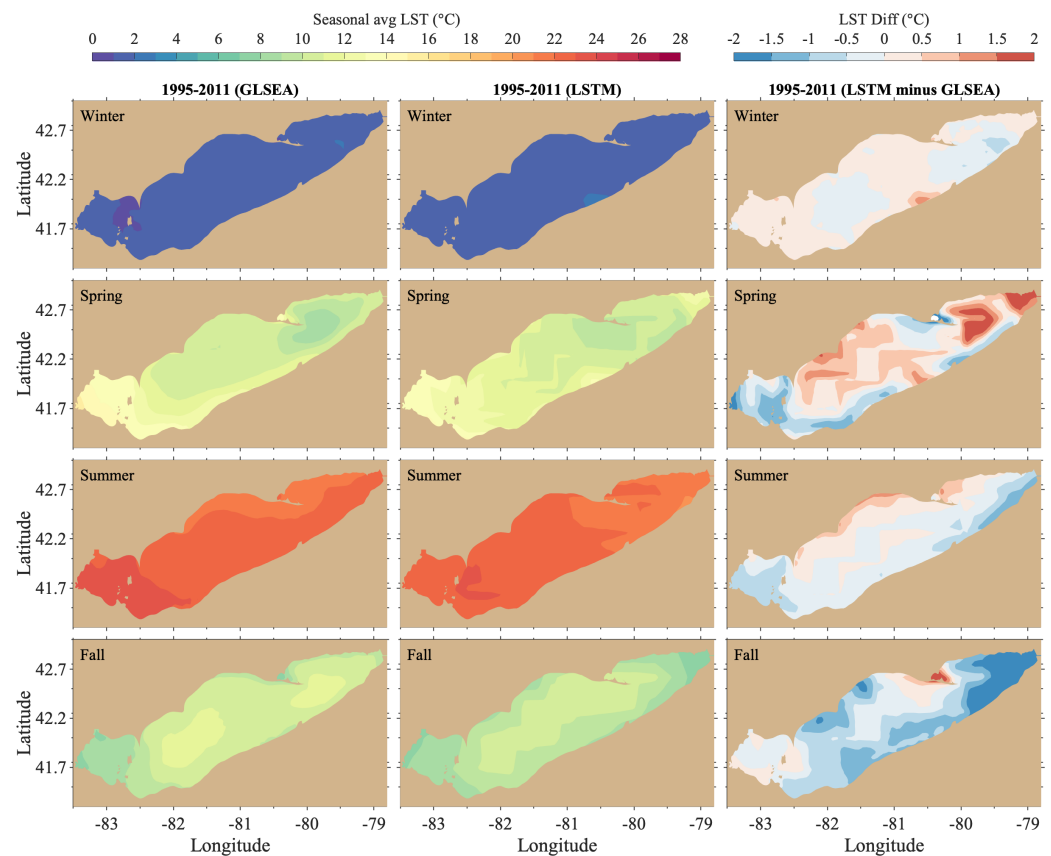 Seasonal avg LST (°C)
LST Diff (°C)
0 2 4 6 8 10 12 14 16 18 20 22 24 26 28
-2 -1.5 -1 -0.5 0 0.5 1 1.5 2
1995-2011 (GLSEA)
1995-2011 (LSTM)
1995-2011 (LSTM minus GLSEA)
Latitude
42.7
42.2
41.7
Winter
Winter
Winter
Latitude
42.7
42.2
41.7
Spring
Spring
Spring
Latitude
42.7
42.2
41.7
Summer
Summer
Summer
Latitude
42.7
42.2
41.7
Fall
Fall
Fall
-83 -82 -81 -80 -79
-83 -82 -81 -80 -79
-83 -82 -81 -80 -79
Longitude
Longitude
Longitude